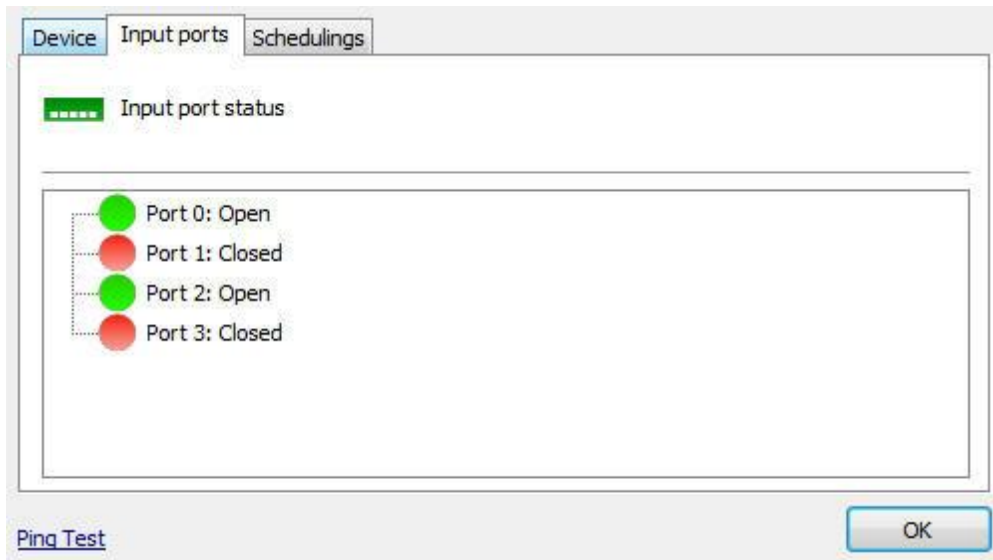 Device Input ports Schedulings
Input port status
Port 0: Open
Port 1: Closed
Port 2: Open
Port 3: Closed
Ping Test
OK